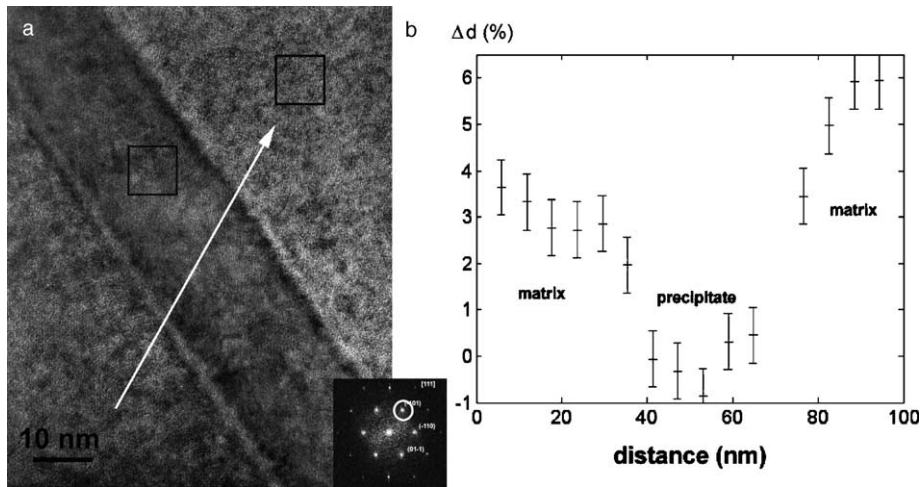 a
10 nm
[111]
(101)
(-110)
(01-1)
b
Δd (%)
6
5
4
3
2
1
0
-1
matrix
precipitate
matrix
0
20
40
60
80
100
distance (nm)